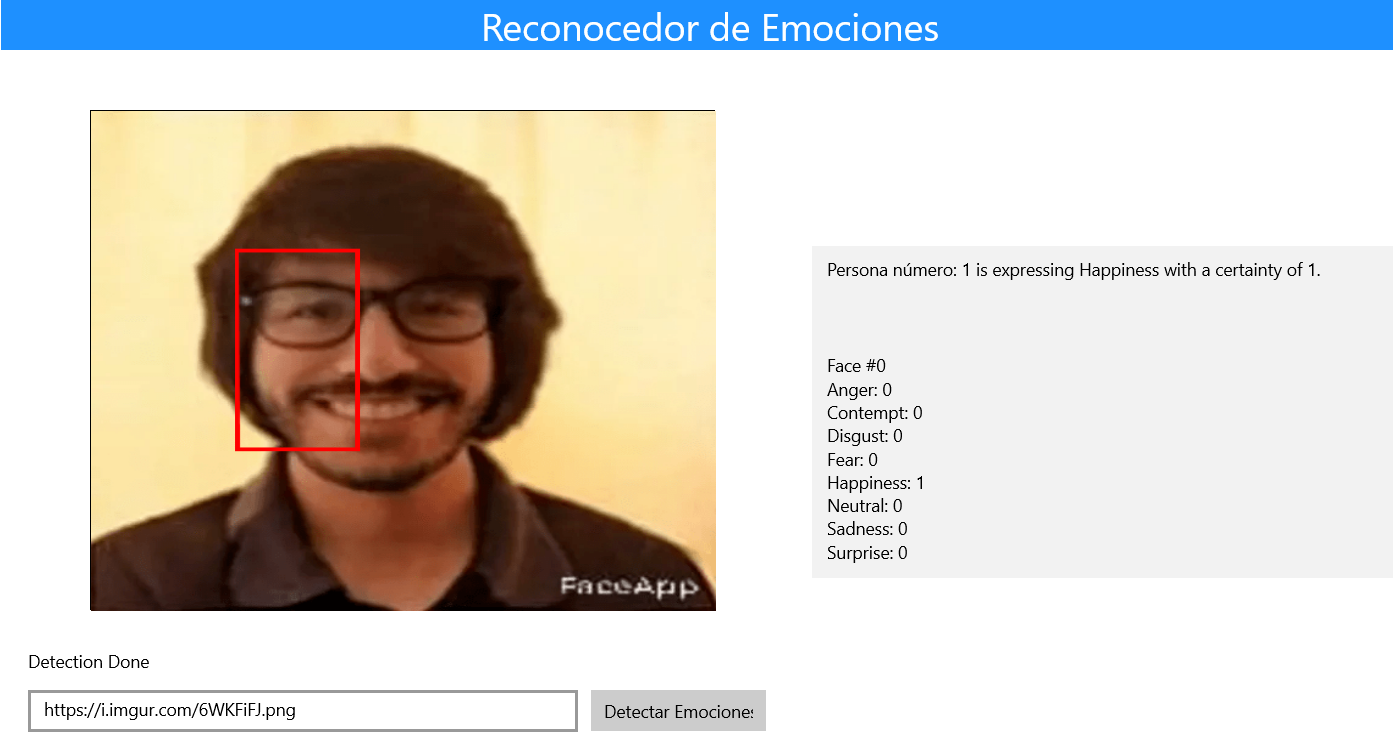 Reconocedor de Emociones
Persona número: 1 is expressing Happiness with a certainty of 1.
Face #0
Anger: 0
Contempt: 0
Disgust: 0
Fear: 0
Happiness: 1
Neutral: 0
Sadness: 0
Surprise: 0
FaceApp
Detection Done
https://i.imgur.com/6WKFiFJ.png
Detectar Emociones